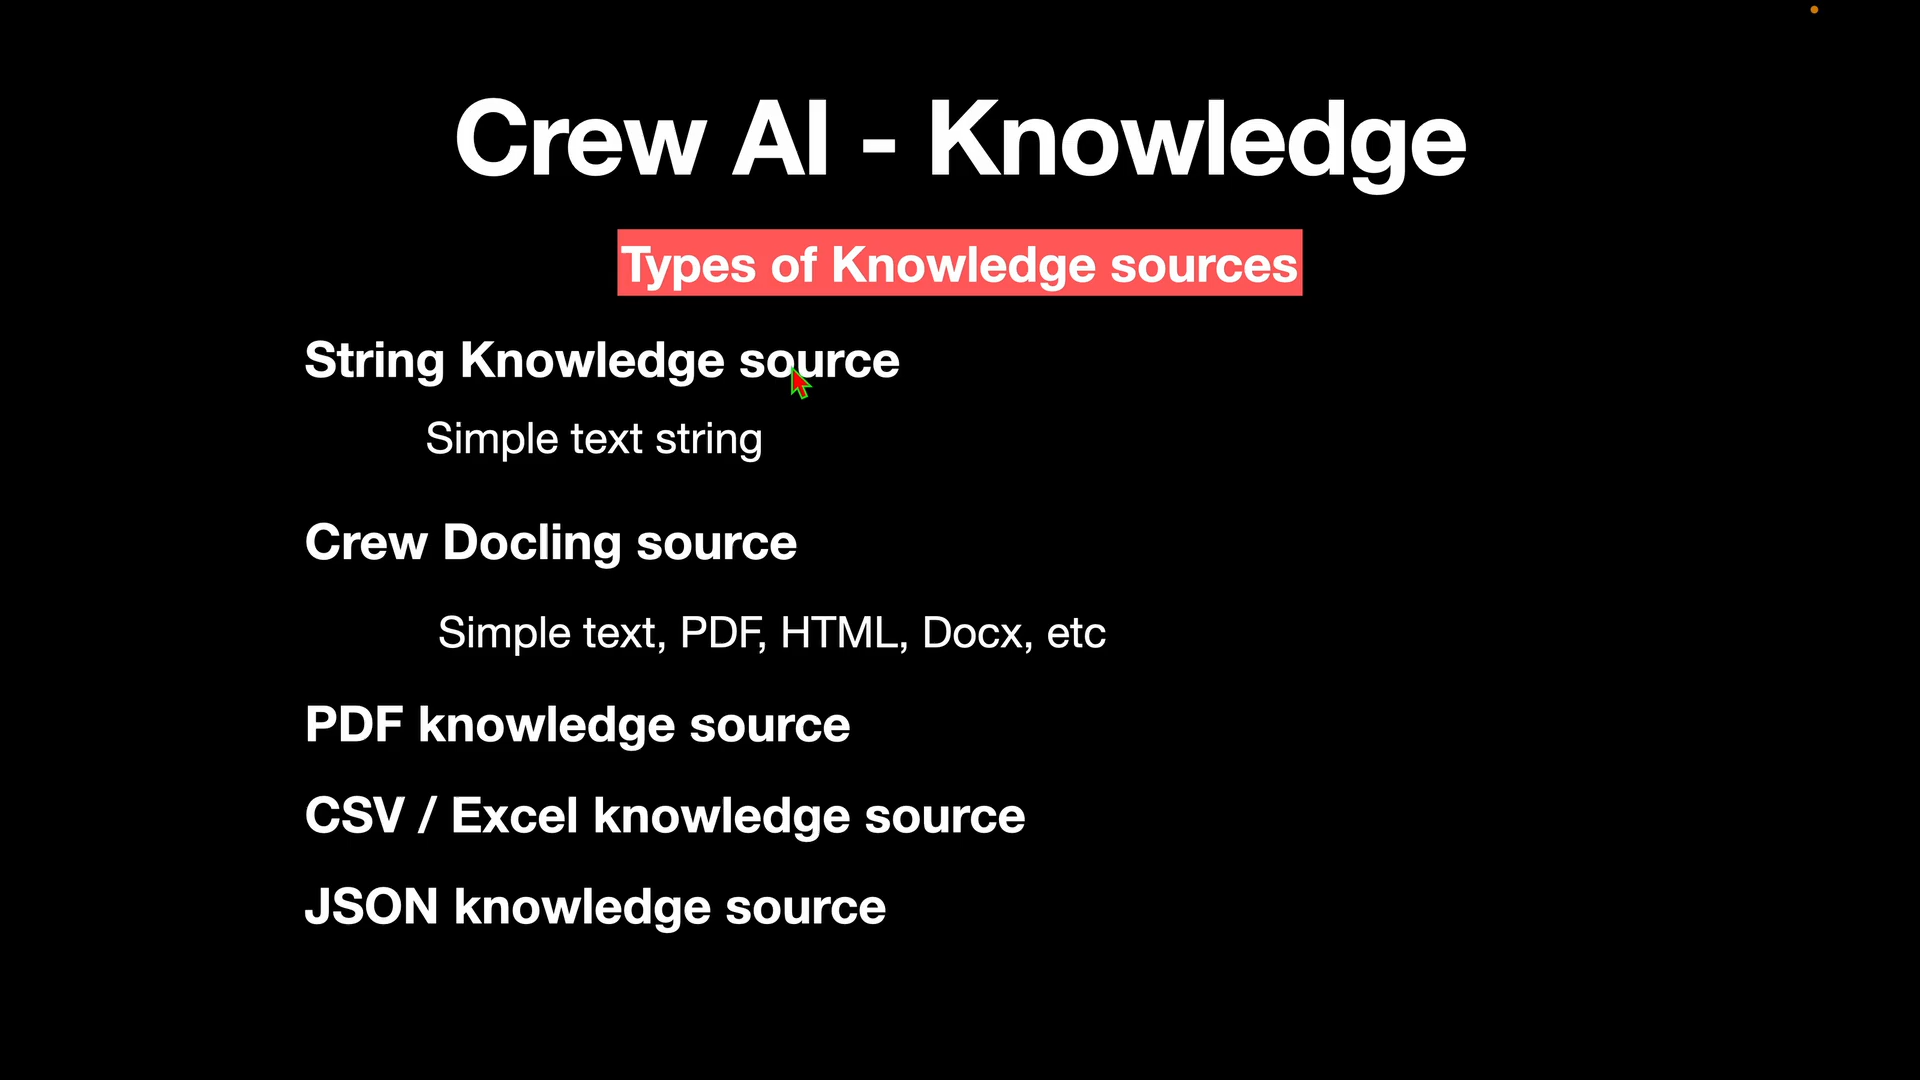 Crew AI - Knowledge
Types of Knowledge sources
String Knowledge source
Simple text string
Crew Docling source
Simple text, PDF, HTML, Docx, etc
PDF knowledge source
CSV / Excel knowledge source
JSON knowledge source